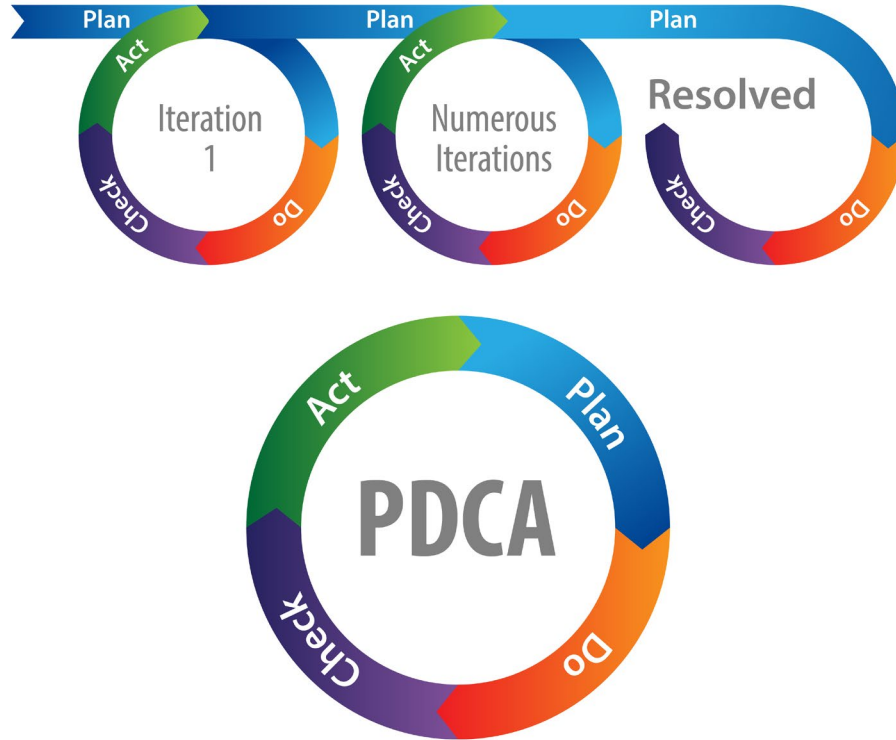 Plan
Plan
Plan
Act
Iteration
1
Check
Do
Act
Numerous
Iterations
Check
Do
Resolved
Check
Do
Act
Plan
PDCA
Check
Do